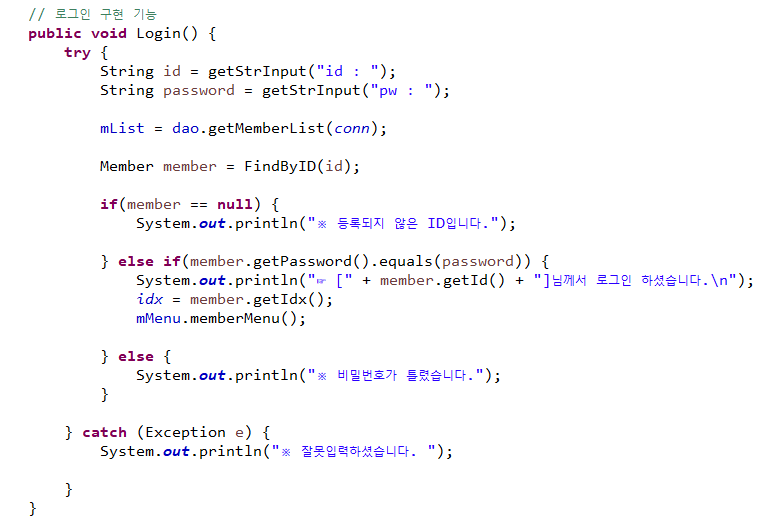 // 로그인 구현 기능
public void Login() {
try {
String id = getStrInput("id : ");
String password = getStrInput("pw : ");
mList = dao.getMemberList(conn);
Member member = FindByID(id);
if(member == null) {
System.out.println("※ 등록되지 않은 ID입니다.");
} else if(member.getPassword().equals(password)) {
System.out.println("☞ [" + member.getId() + "]님께서 로그인 하셨습니다.\n");
idx = member.getIdx();
mMenu.memberMenu();
} else {
System.out.println("※ 비밀번호가 틀렸습니다.");
}
} catch (Exception e) {
System.out.println("※ 잘못입력하셨습니다. ");
}
}